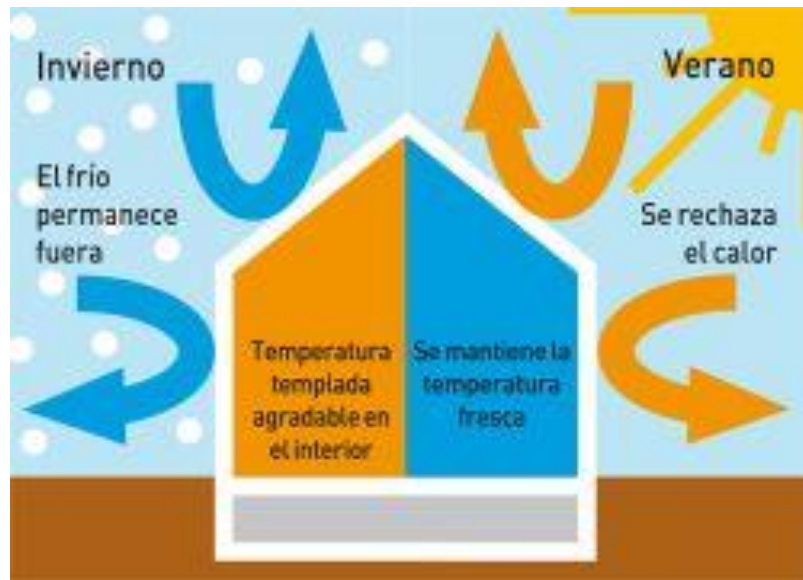 Invierno
El frío
permanece
fuera
Temperatura
templada
agradable en
el interior
Se mantiene la
temperatura
fresca
Verano
Se rechaza
el calor